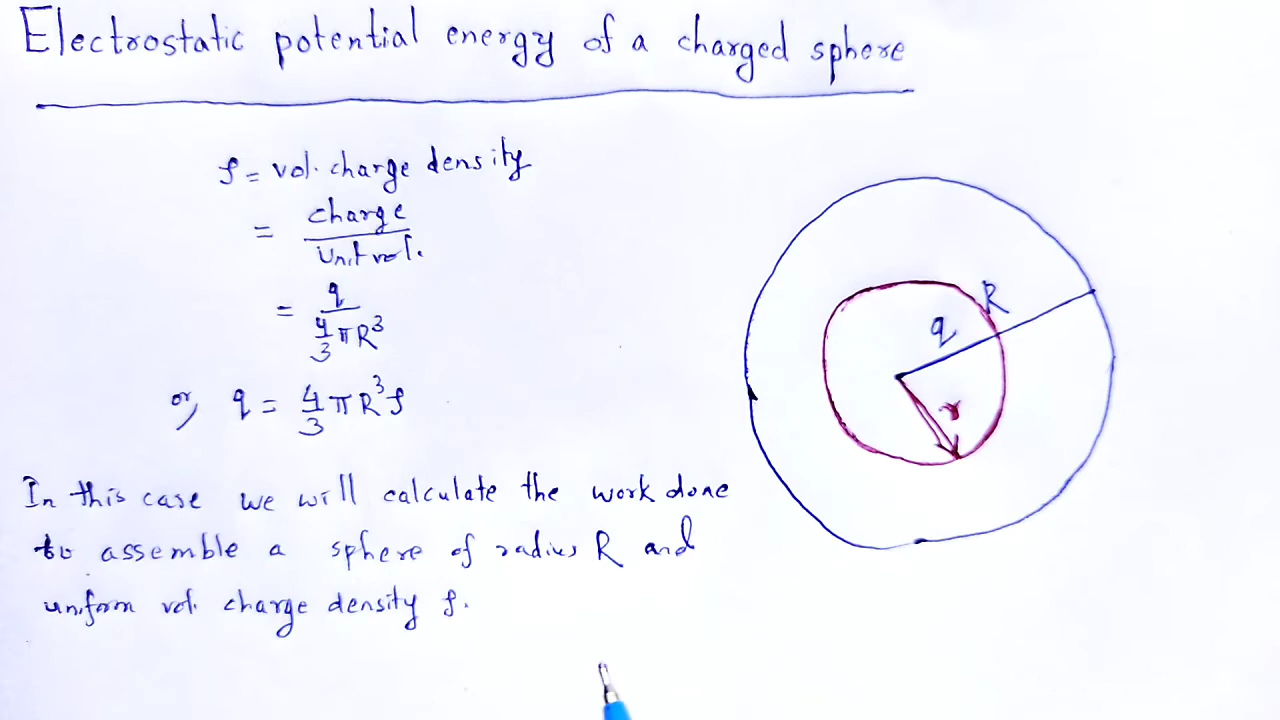 Electrostatic potential energy of a charged sphere
ρ = vol. charge density
= charge / Unit vol.
= q / 4/3 π R³
or, q = 4/3 π R³ ρ
In this case we will calculate the work done
to assemble a sphere of radius R and
uniform vol. charge density ρ.
R
q
r